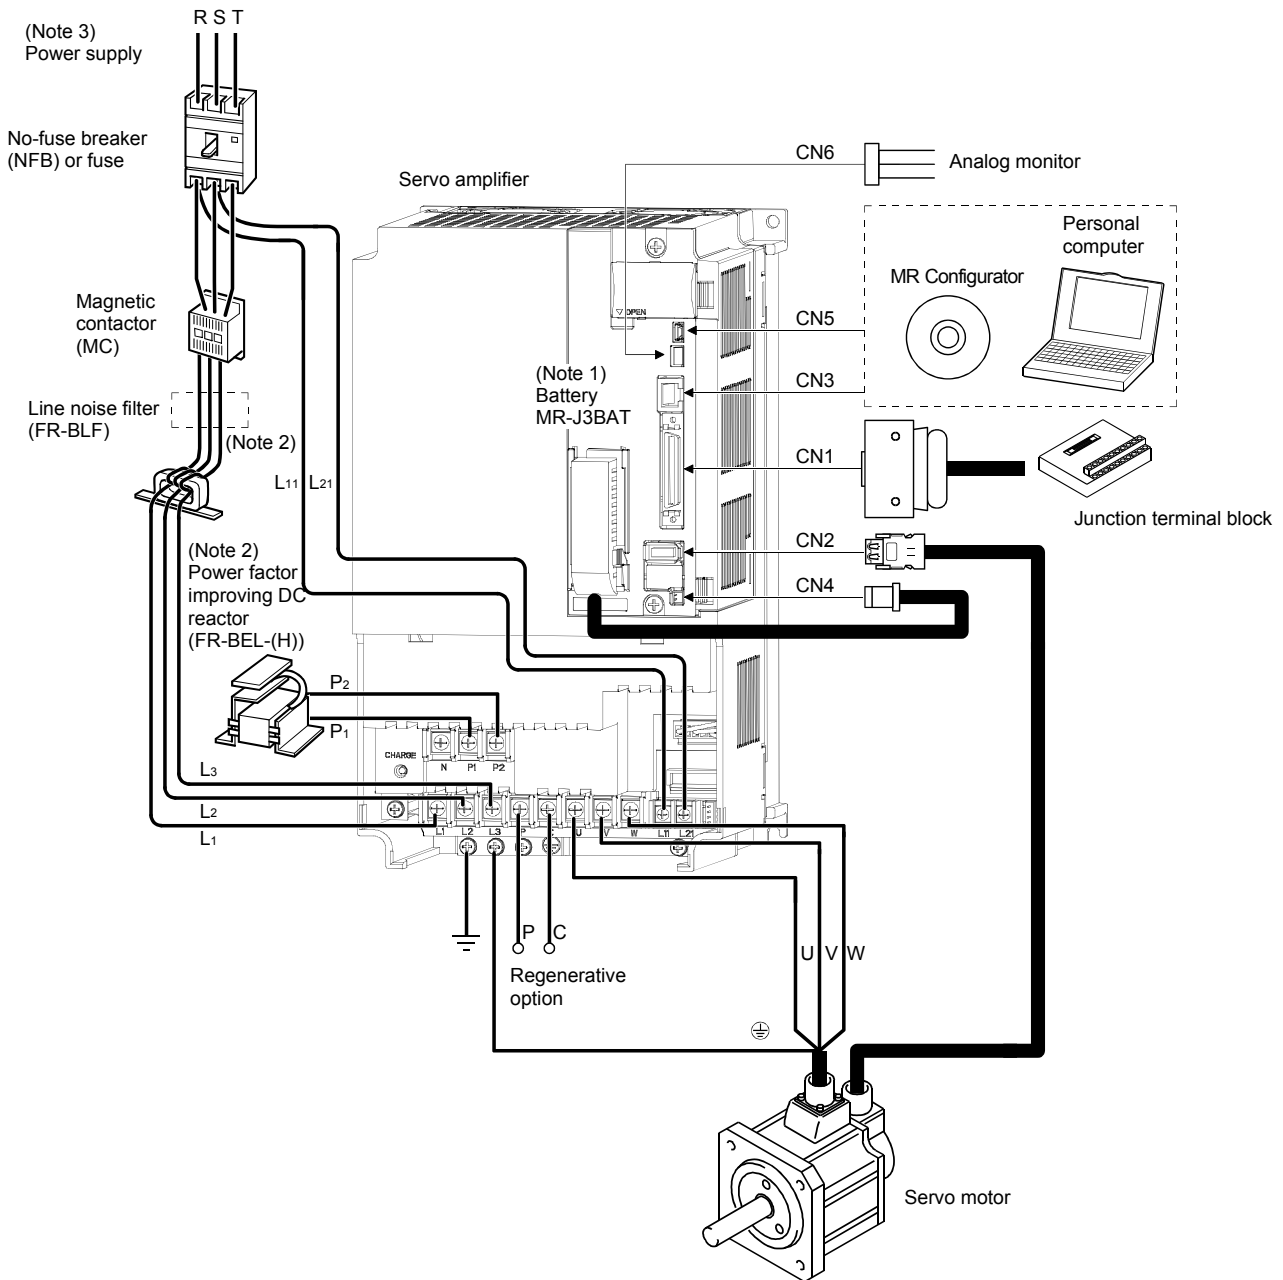 R S T
(Note 3)
Power supply
No-fuse breaker
(NFB) or fuse
Servo amplifier
CN6
Analog monitor
Personal
computer
MR Configurator
Magnetic
contactor
(MC)
▽ OPEN
CN5
(Note 1)
Battery
MR-J3BAT
CN3
Line noise filter
(FR-BLF)
(Note 2)
CN1
L11 L21
Junction terminal block
(Note 2)
Power factor
improving DC
reactor
(FR-BEL-(H))
CN2
CN4
P2
P1
CHARGE
N P1 P2
L3
L2
L1
L1 L2 L3 P U V W L11 L21
P C
Regenerative
option
U V W
Servo motor